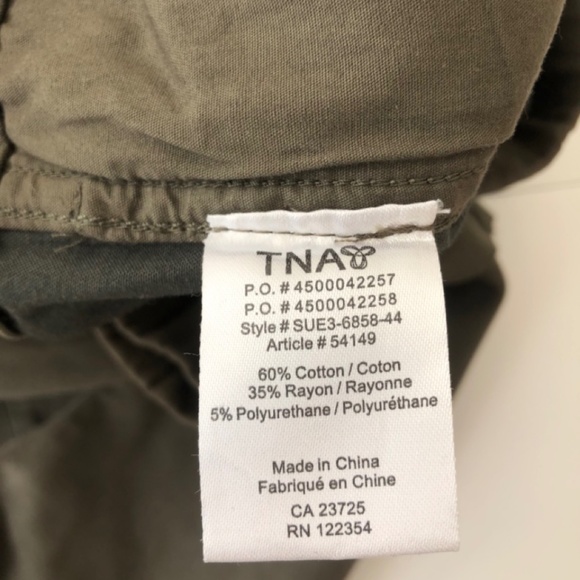 TNA
P.O. # 4500042257
P.O. # 4500042258
Style # SUE3-6858-44
Article # 54149
60% Cotton / Coton
35% Rayon / Rayonne
5% Polyurethane / Polyuréthane
Made in China
Fabriqué en Chine
CA 23725
RN 122354